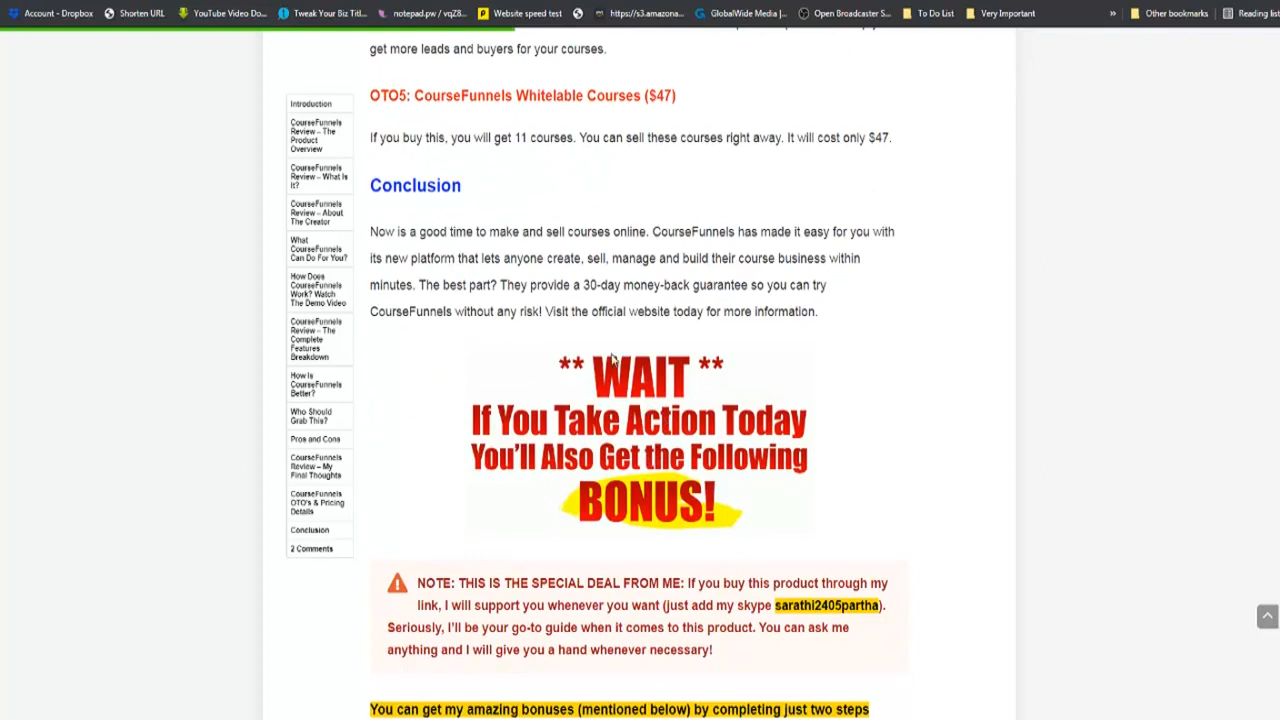 Account - Dropbox
Shorten URL
YouTube Video Do...
Tweak Your Biz Titl...
notepad.pw / vqZ8...
Website speed test
https://s3.amazona...
GlobalWide Media |...
Open Broadcaster S...
To Do List
Very Important
»
Other bookmarks
Reading list
get more leads and buyers for your courses.
OTO5: CourseFunnels Whitelable Courses ($47)
If you buy this, you will get 11 courses. You can sell these courses right away. It will cost only $47.
Conclusion
Now is a good time to make and sell courses online. CourseFunnels has made it easy for you with
its new platform that lets anyone create, sell, manage and build their course business within
minutes. The best part? They provide a 30-day money-back guarantee so you can try
CourseFunnels without any risk! Visit the official website today for more information.
Introduction
CourseFunnels
Review – The
Product
Overview
CourseFunnels
Review – What Is
It?
CourseFunnels
Review – About
The Creator
What
CourseFunnels
Can Do For You?
How Does
CourseFunnels
Work? Watch
The Demo Video
CourseFunnels
Review – The
Complete
Features
Breakdown
How Is
CourseFunnels
Better?
Who Should
Grab This?
Pros and Cons
CourseFunnels
Review – My
Final Thoughts
CourseFunnels
OTO's & Pricing
Details
Conclusion
2 Comments
** WAIT **
If You Take Action Today
You'll Also Get the Following
BONUS!
NOTE: THIS IS THE SPECIAL DEAL FROM ME: If you buy this product through my
link, I will support you whenever you want (just add my skype sarathi2405partha).
Seriously, I'll be your go-to guide when it comes to this product. You can ask me
anything and I will give you a hand whenever necessary!
You can get my amazing bonuses (mentioned below) by completing just two steps